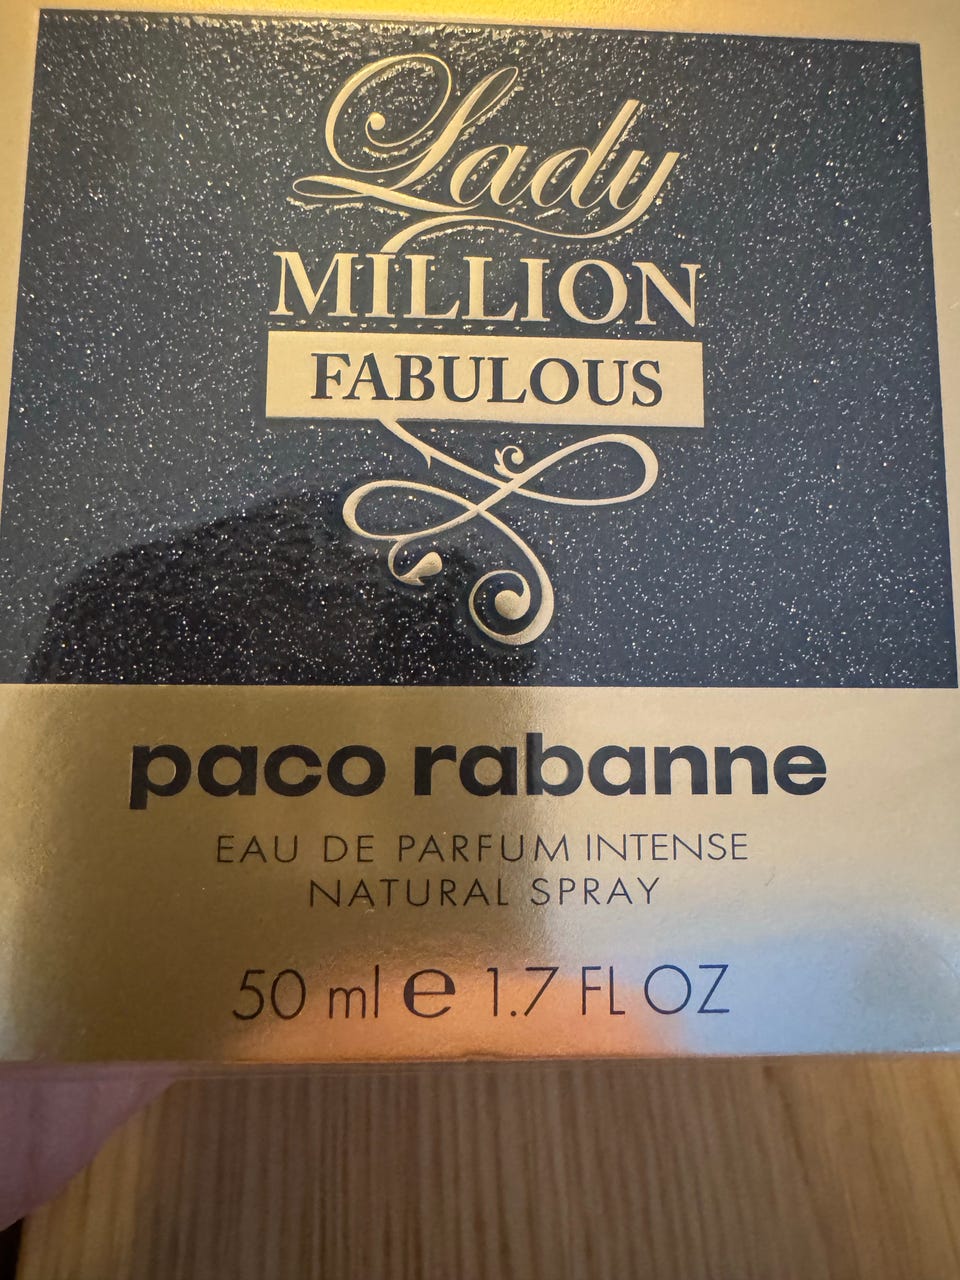 Lady
MILLION
FABULOUS
paco rabanne
EAU DE PARFUM INTENSE
NATURAL SPRAY
50 ml e 1.7 FL OZ